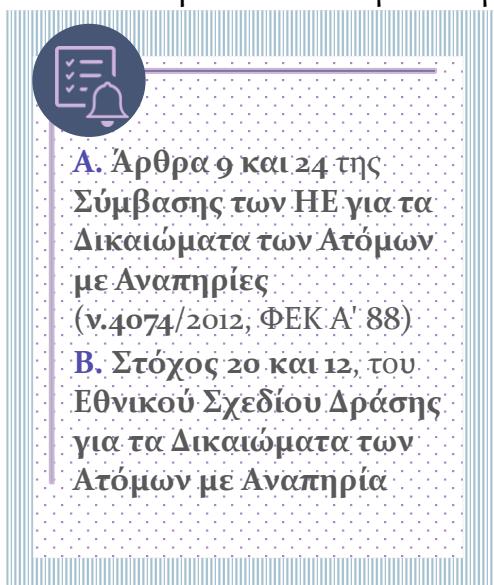 Α. Άρθρα 9 και 24 της
Σύμβασης των ΗΕ για τα
Δικαιώματα των Ατόμων
με Αναπηρίες
(ν.4074/2012, ΦΕΚ Α' 88)
Β. Στόχος 20 και 12, του
Εθνικού Σχεδίου Δράσης
για τα Δικαιώματα των
Ατόμων με Αναπηρία